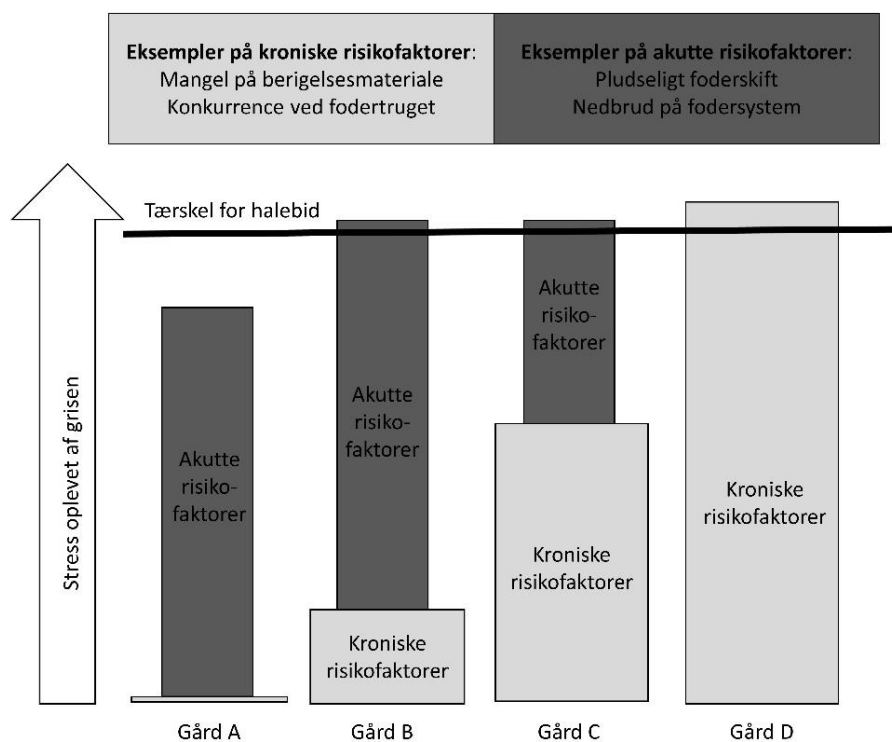 Eksempler på kroniske risikofaktorer:
Mangel på berigelsesmateriale
Konkurrence ved fodertruget
Eksempler på akutte risikofaktorer:
Pludseligt foderskift
Nedbrud på fodersystem
Stress oplevet af grisen
Tærskel for halebid
Akutte
risiko-
faktorer
Akutte
risiko-
faktorer
Kroniske
risikofaktorer
Akutte
risiko-
faktorer
Kroniske
risikofaktorer
Kroniske
risikofaktorer
Gård A
Gård B
Gård C
Gård D